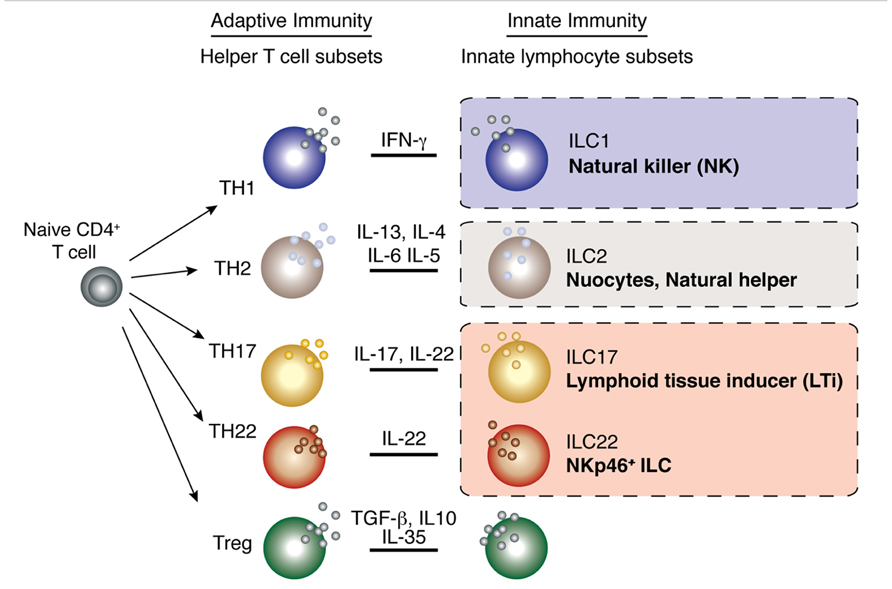 Adaptive Immunity
Helper T cell subsets
Innate Immunity
Innate lymphocyte subsets
Naive CD4⁺
T cell
TH1
IFN-γ
ILC1
Natural killer (NK)
TH2
IL-13, IL-4
IL-6 IL-5
ILC2
Nuocytes, Natural helper
TH17
IL-17, IL-22
ILC17
Lymphoid tissue inducer (LTi)
TH22
IL-22
ILC22
NKp46⁺ ILC
Treg
TGF-β, IL10
IL-35